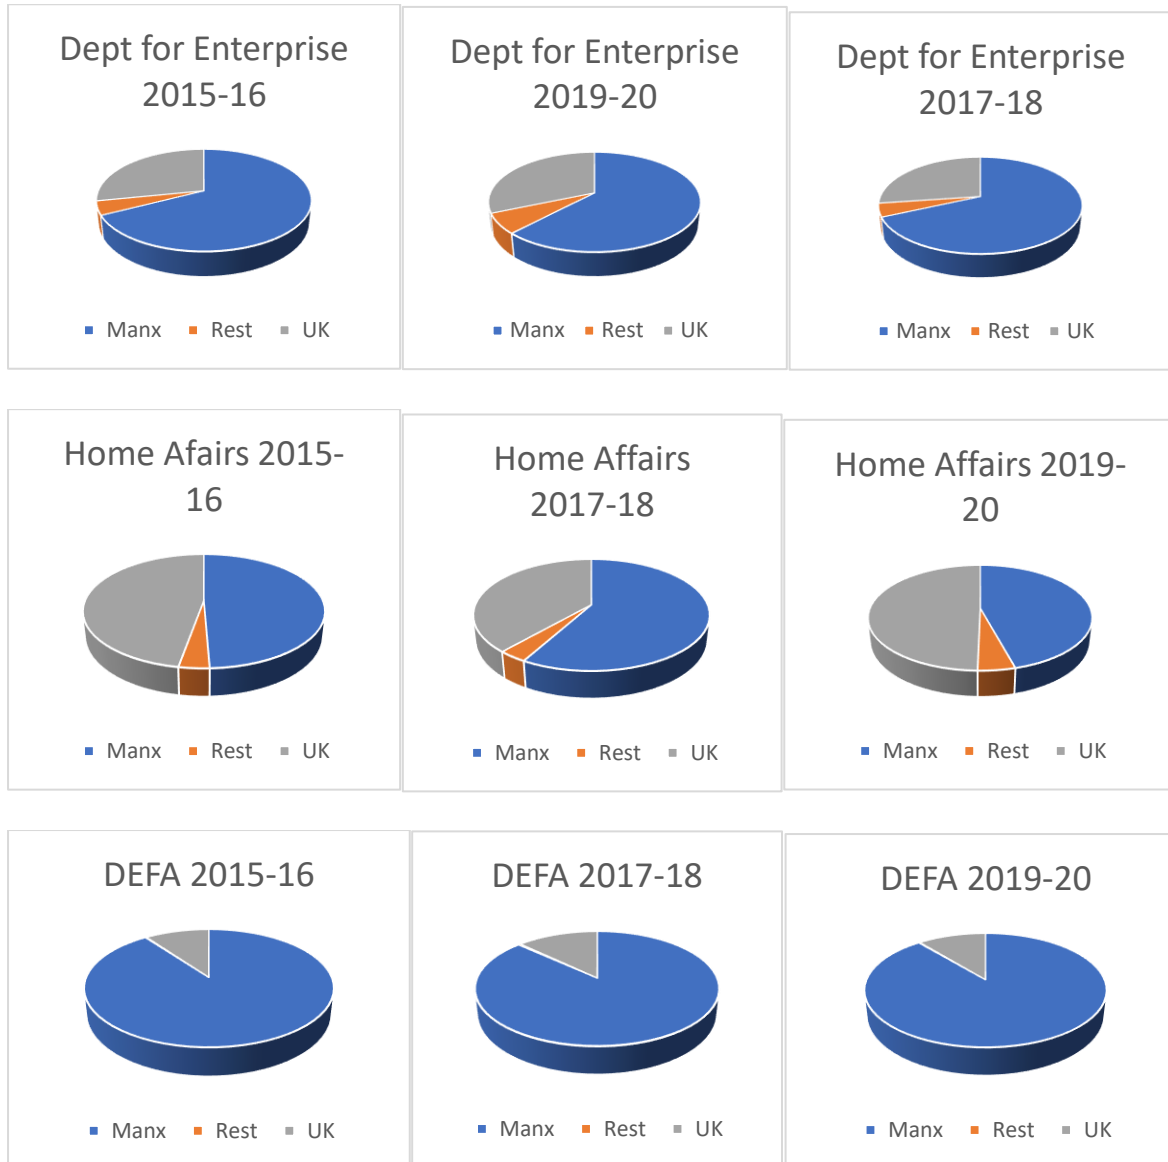 Dept for Enterprise
2015-16
Manx Rest UK
Dept for Enterprise
2019-20
Manx Rest UK
Dept for Enterprise
2017-18
Manx Rest UK
Home Afairs 2015-
16
Manx Rest UK
Home Affairs
2017-18
Manx Rest UK
Home Affairs 2019-
20
Manx Rest UK
DEFA 2015-16
Manx Rest UK
DEFA 2017-18
Manx Rest UK
DEFA 2019-20
Manx Rest UK